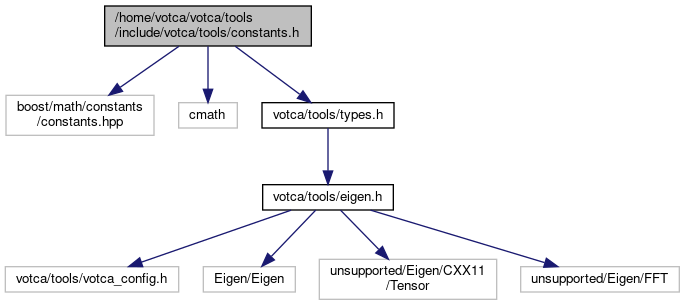 /home/votca/votca/tools
/include/votca/tools/constants.h
boost/math/constants
/constants.hpp
cmath
votca/tools/types.h
votca/tools/eigen.h
votca/tools/votca_config.h
Eigen/Eigen
unsupported/Eigen/CXX11
/Tensor
unsupported/Eigen/FFT